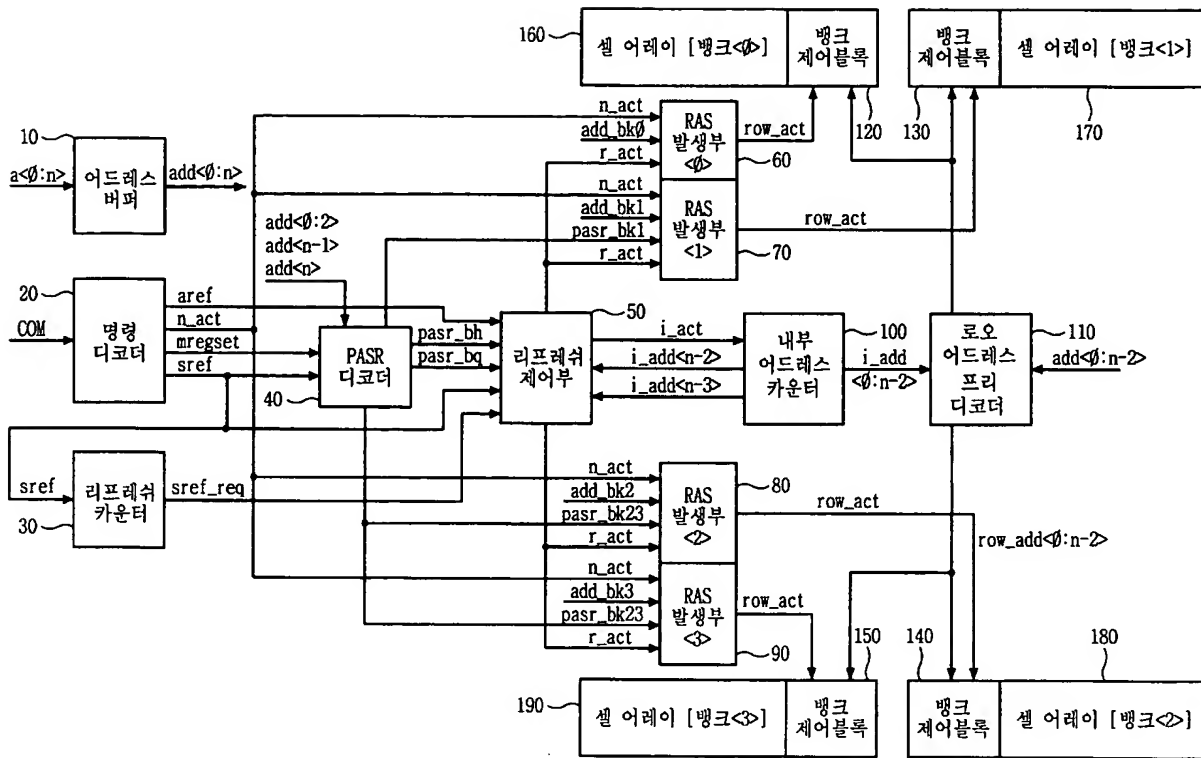 160
셀 어레이 [뱅크<0>]
뱅크
제어블록
120
뱅크
제어블록
셀 어레이 [뱅크<1>]
130
170
10
a<0:n>
어드레스
버퍼
add<0:n>
n_act
add_bk0
r_act
RAS
발생부
<0>
row_act
60
n_act
add_bk1
pasr_bk1
r_act
RAS
발생부
<1>
row_act
70
add<0:2>
add<n-1>
add<n>
20
COM
명령
디코더
aref
n_act
mregset
sref
PASR
디코더
40
pasr_bh
pasr_bq
50
리프레쉬
제어부
i_act
i_add<n-2>
i_add<n-3>
100
내부
어드레스
카운터
i_add
<0:n-2>
110
로오
어드레스
프리
디코더
add<0:n-2>
sref
리프레쉬
카운터
30
sref_req
n_act
add_bk2
pasr_bk23
r_act
RAS
발생부
<2>
80
row_act
row_add<0:n-2>
n_act
add_bk3
pasr_bk23
r_act
RAS
발생부
<3>
row_act
90
150
140
180
190
셀 어레이 [뱅크<3>]
뱅크
제어블록
뱅크
제어블록
셀 어레이 [뱅크<2>]